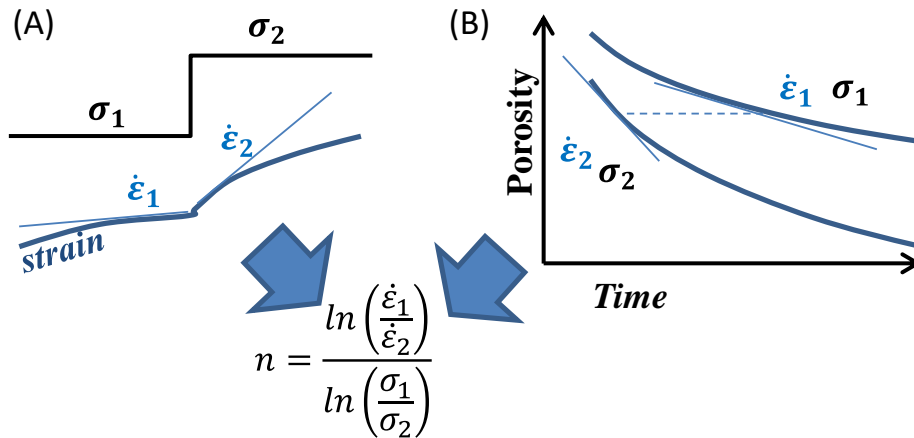 (A)
σ₁
σ₂
ε̇₁
ε̇₂
strain
(B)
Porosity
ε̇₁ σ₁
ε̇₂ σ₂
Time
n = ln(ε̇₁/ε̇₂) / ln(σ₁/σ₂)